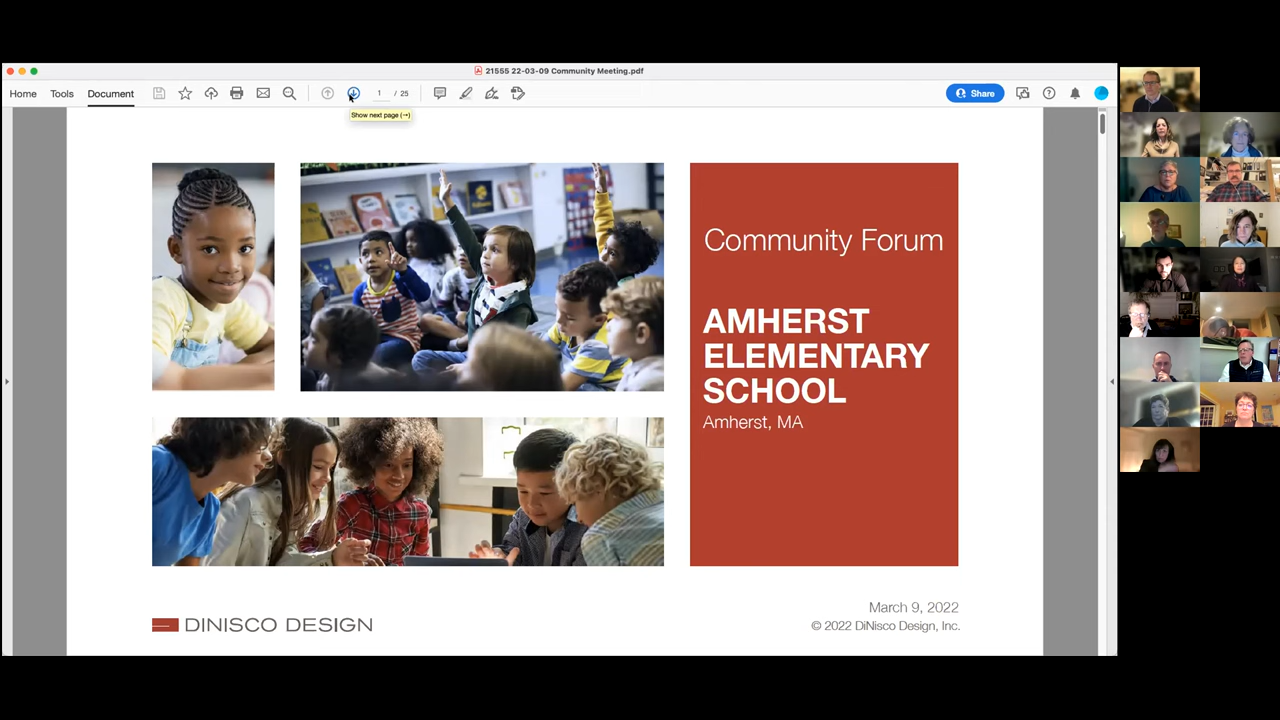 21555 22-03-09 Community Meeting.pdf
Home Tools Document 1 / 25 Share
Show next page (→)
Community Forum
AMHERST
ELEMENTARY
SCHOOL
Amherst, MA
March 9, 2022
DINISCO DESIGN
© 2022 DiNisco Design, Inc.